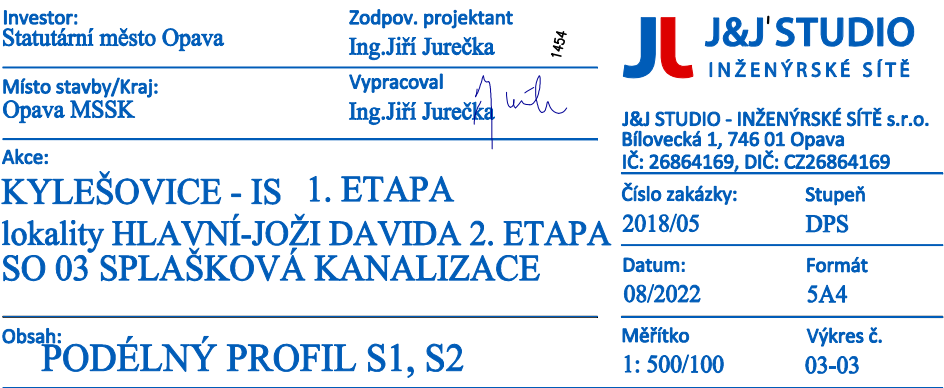 Investor:
Statutární město Opava
Zodpov. projektant
Ing.Jiří Jurečka
1454
Místo stavby/Kraj:
Opava MSSK
Vypracoval
Ing.Jiří Jurečka
Akce:
KYLEŠOVICE - IS 1. ETAPA
lokality HLAVNÍ-JOŽI DAVIDA 2. ETAPA
SO 03 SPLAŠKOVÁ KANALIZACE
Obsah:
PODÉLNÝ PROFIL S1, S2
J&J STUDIO
INŽENÝRSKÉ SÍTĚ
J&J STUDIO - INŽENÝRSKÉ SÍTĚ s.r.o.
Bílovecká 1, 746 01 Opava
IČ: 26864169, DIČ: CZ26864169
Číslo zakázky:
2018/05
Stupeň
DPS
Datum:
08/2022
Formát
5A4
Měřítko
1: 500/100
Výkres č.
03-03